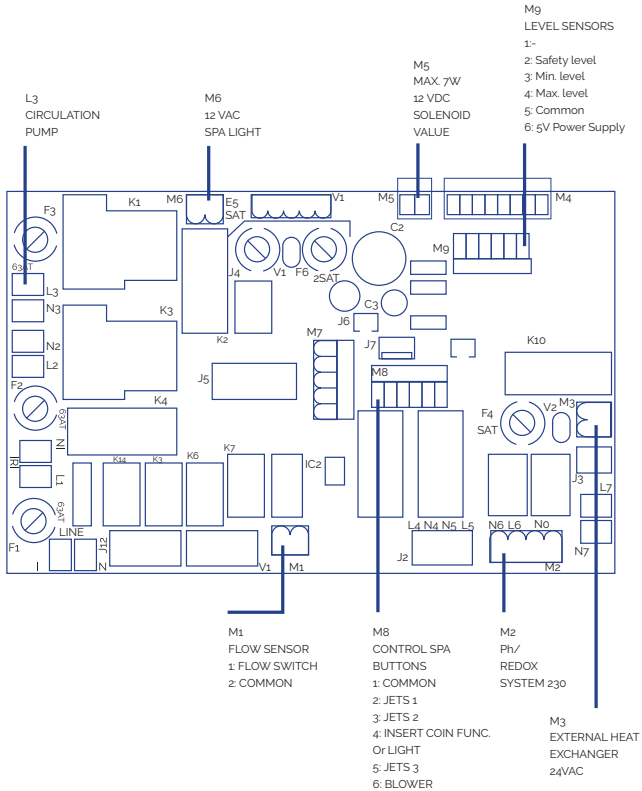 M9
LEVEL SENSORS
1:-
2: Safety level
3: Min. level
4: Max. level
5: Common
6: 5V Power Supply
M5
MAX. 7W
12 VDC
SOLENOID
VALUE
L3
CIRCULATION
PUMP
M6
12 VAC
SPA LIGHT
F3
K1
M6
E5
SAT
V1
M5
M4
C2
M9
63AT
J4
V1
F6
2SAT
L3
N3
K3
K2
C3
J6
M7
J7
K10
N2
L2
J5
M8
F2
63AT
K4
F4
SAT
V2
M3
N1
IRI
L1
K14
K3
K6
K7
IC2
J3
L7
63AT
F1
LINE
J12
L4 N4 N5 L5
N6 L6
N0
J2
N7
I
N
V1
M1
M2
M1
FLOW SENSOR
1: FLOW SWITCH
2: COMMON
M8
CONTROL SPA
BUTTONS
1: COMMON
2: JETS 1
3: JETS 2
4: INSERT COIN FUNC.
Or LIGHT
5: JETS 3
6: BLOWER
M2
Ph/
REDOX
SYSTEM 230
M3
EXTERNAL HEAT
EXCHANGER
24VAC